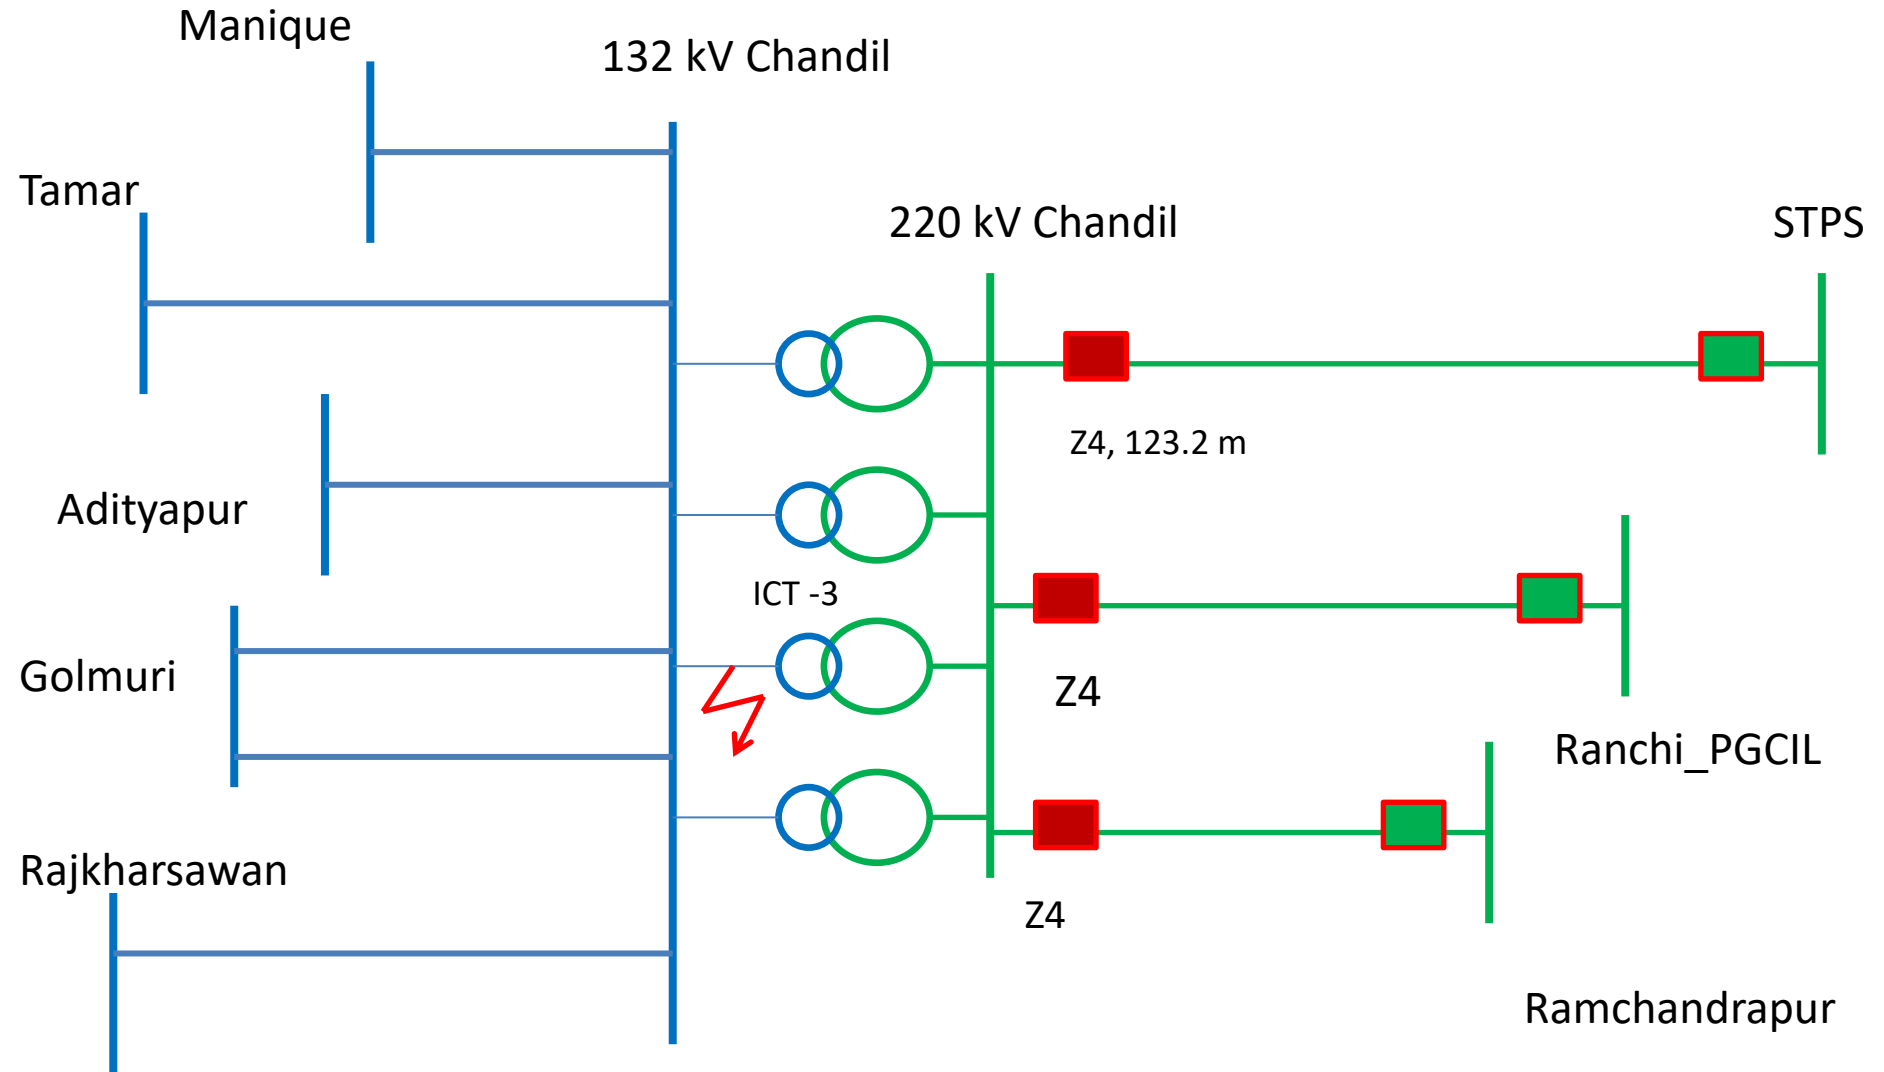 Manique
132 kV Chandil
Tamar
220 kV Chandil
STPS
Z4, 123.2 m
Adityapur
ICT -3
Golmuri
Z4
Ranchi_PGCIL
Rajkharsawan
Z4
Ramchandrapur